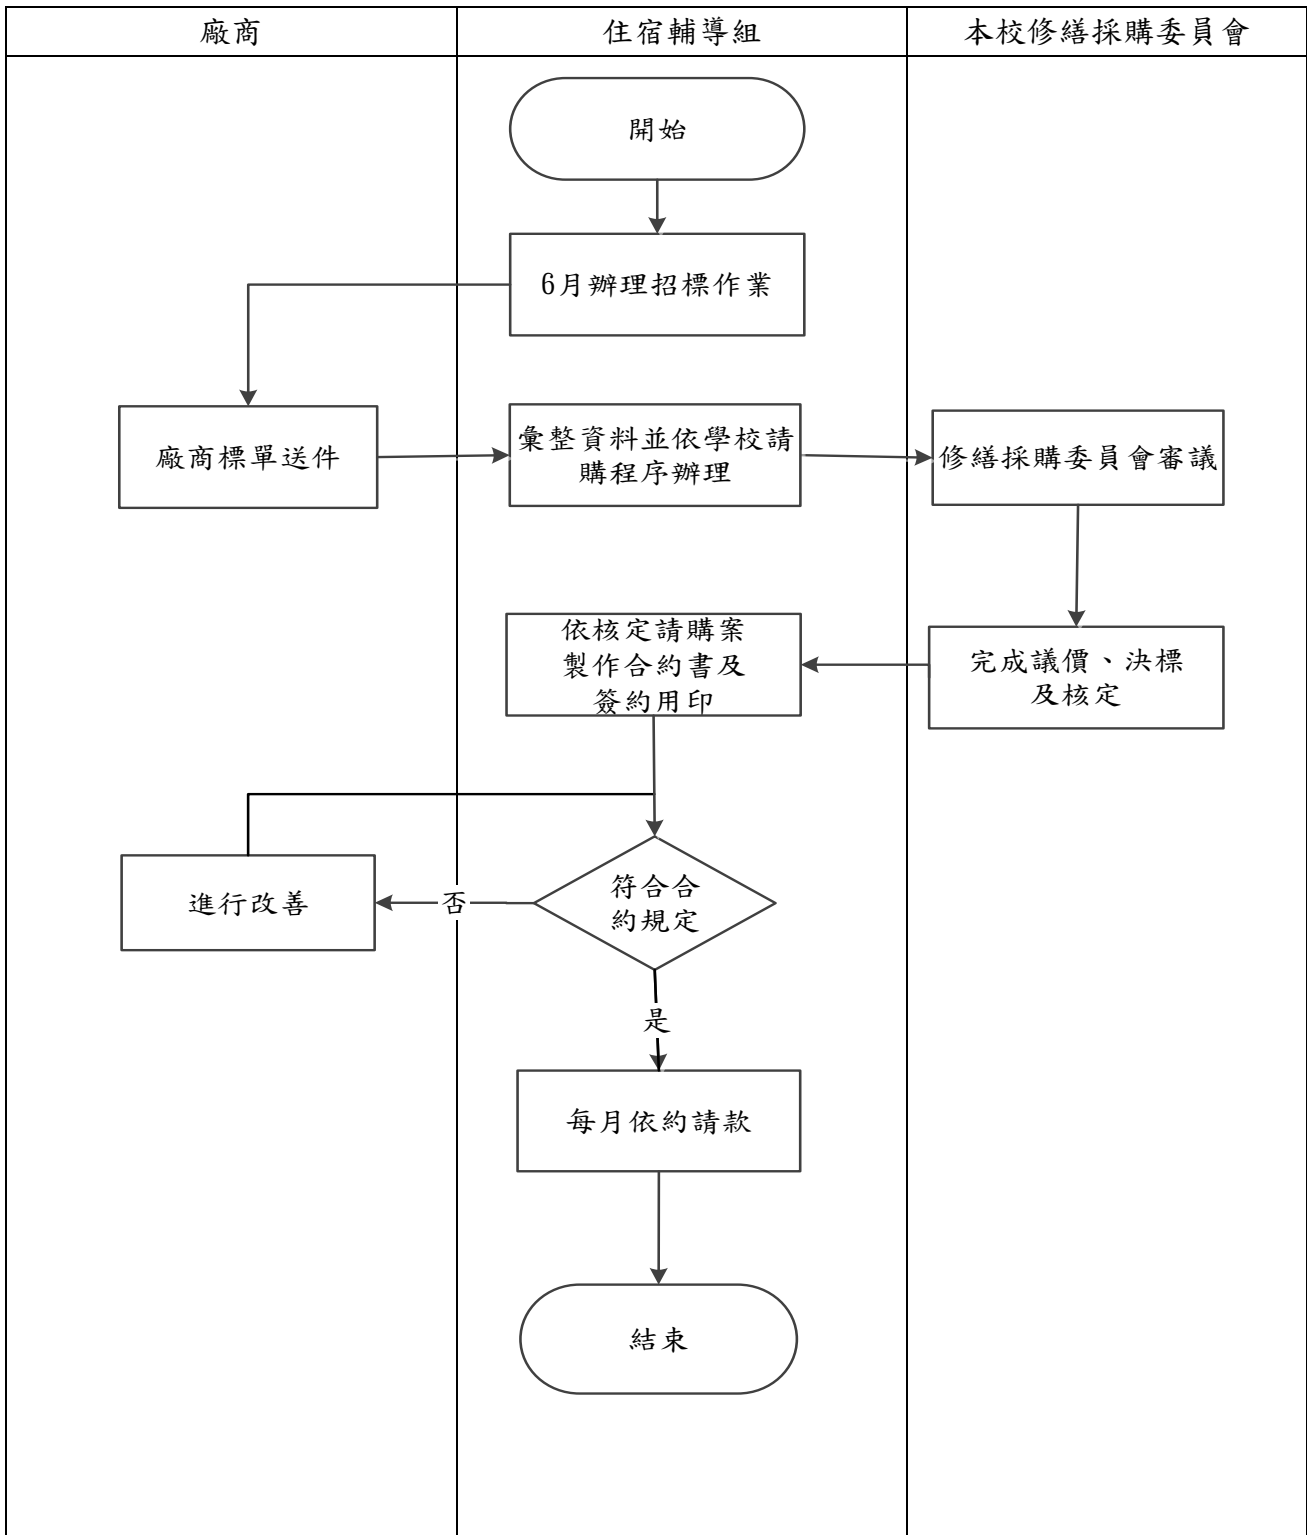 廠商
住宿輔導組
本校修繕採購委員會
開始
6月辦理招標作業
廠商標單送件
彙整資料並依學校請
購程序辦理
修繕採購委員會審議
依核定請購案
製作合約書及
簽約用印
完成議價、決標
及核定
進行改善
否
符合合
約規定
是
每月依約請款
結束